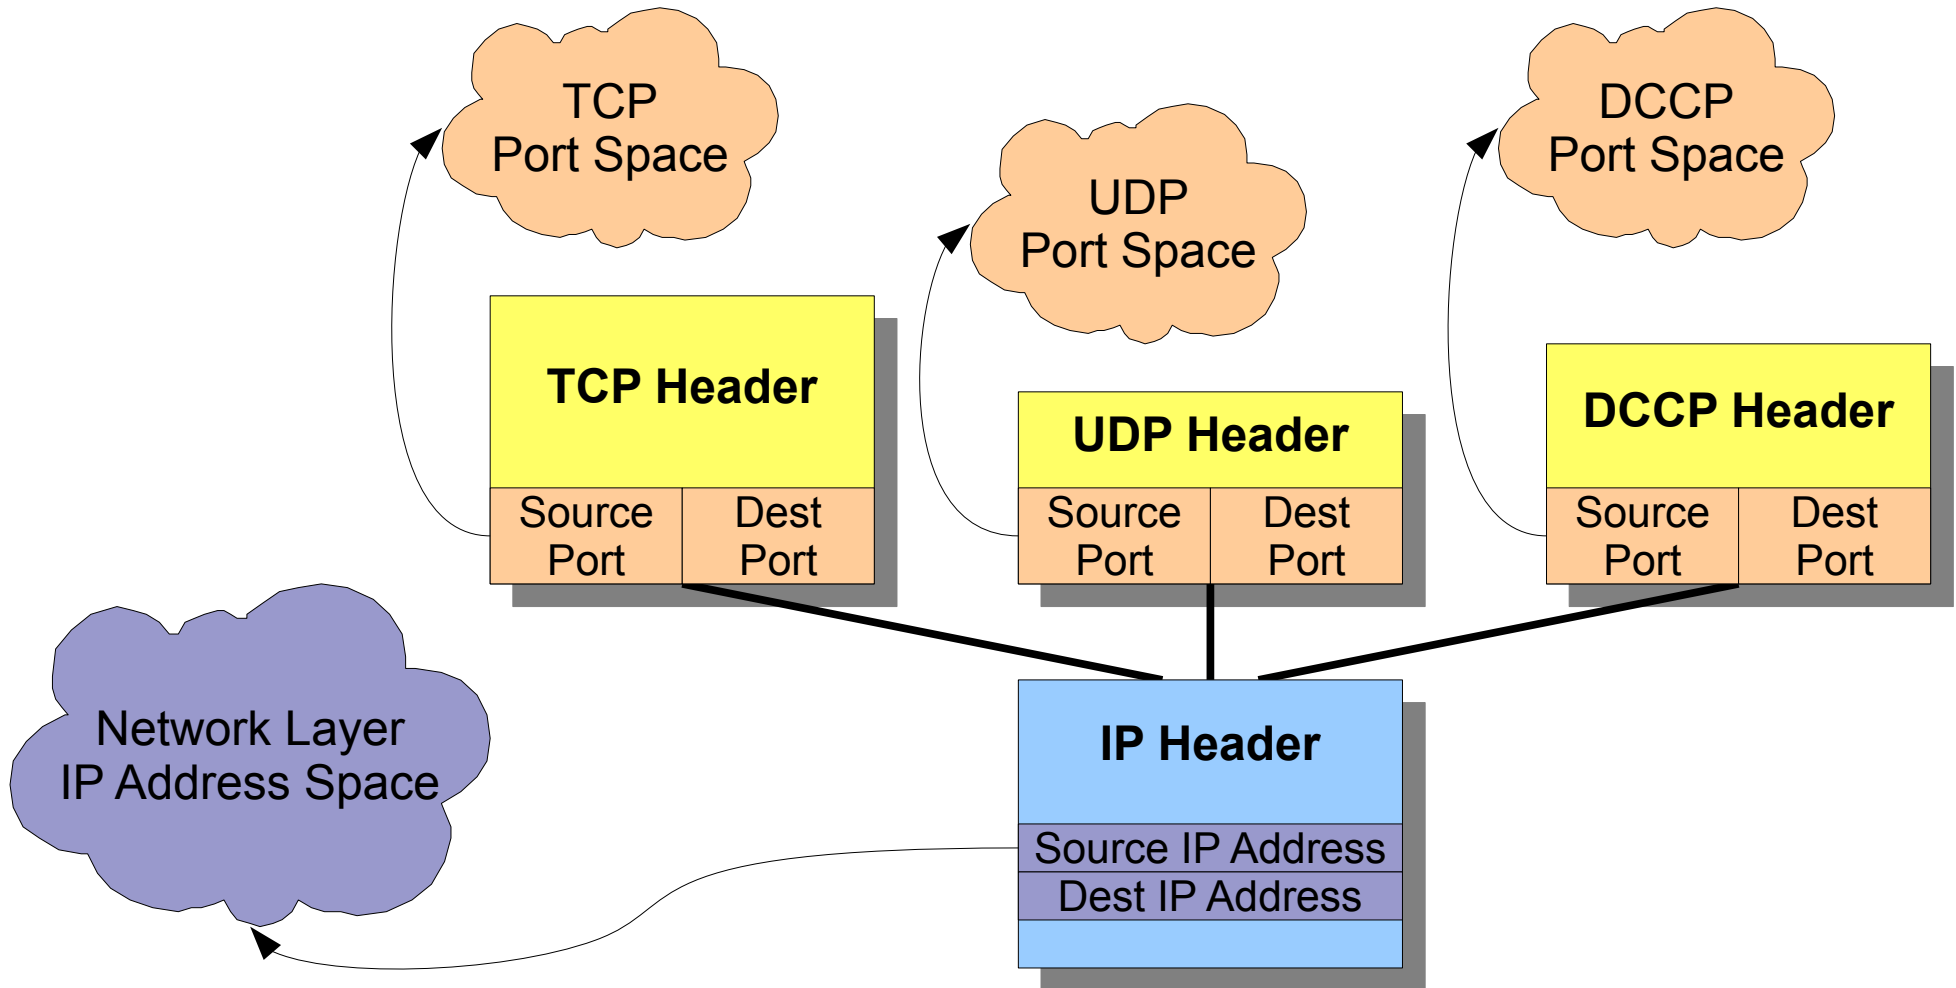 TCP
Port Space
UDP
Port Space
DCCP
Port Space
TCP Header
Source
Port
Dest
Port
UDP Header
Source
Port
Dest
Port
DCCP Header
Source
Port
Dest
Port
Network Layer
IP Address Space
IP Header
Source IP Address
Dest IP Address